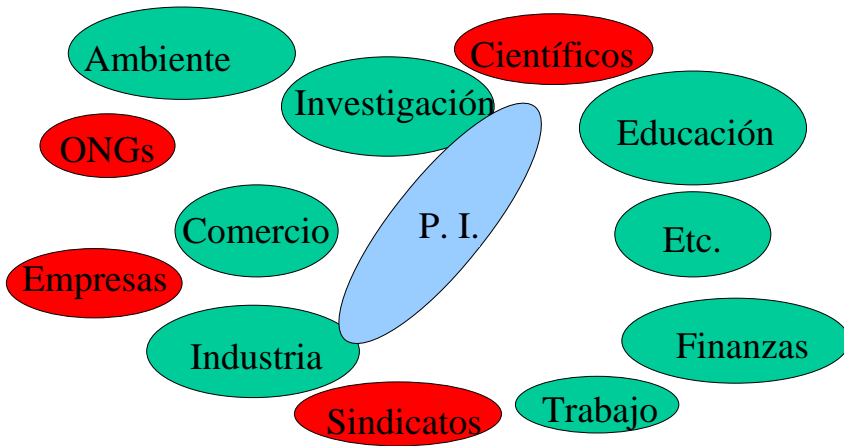 Científicos
Ambiente
Investigación
Educación
ONGs
Comercio
P. I.
Etc.
Empresas
Industria
Finanzas
Sindicatos
Trabajo